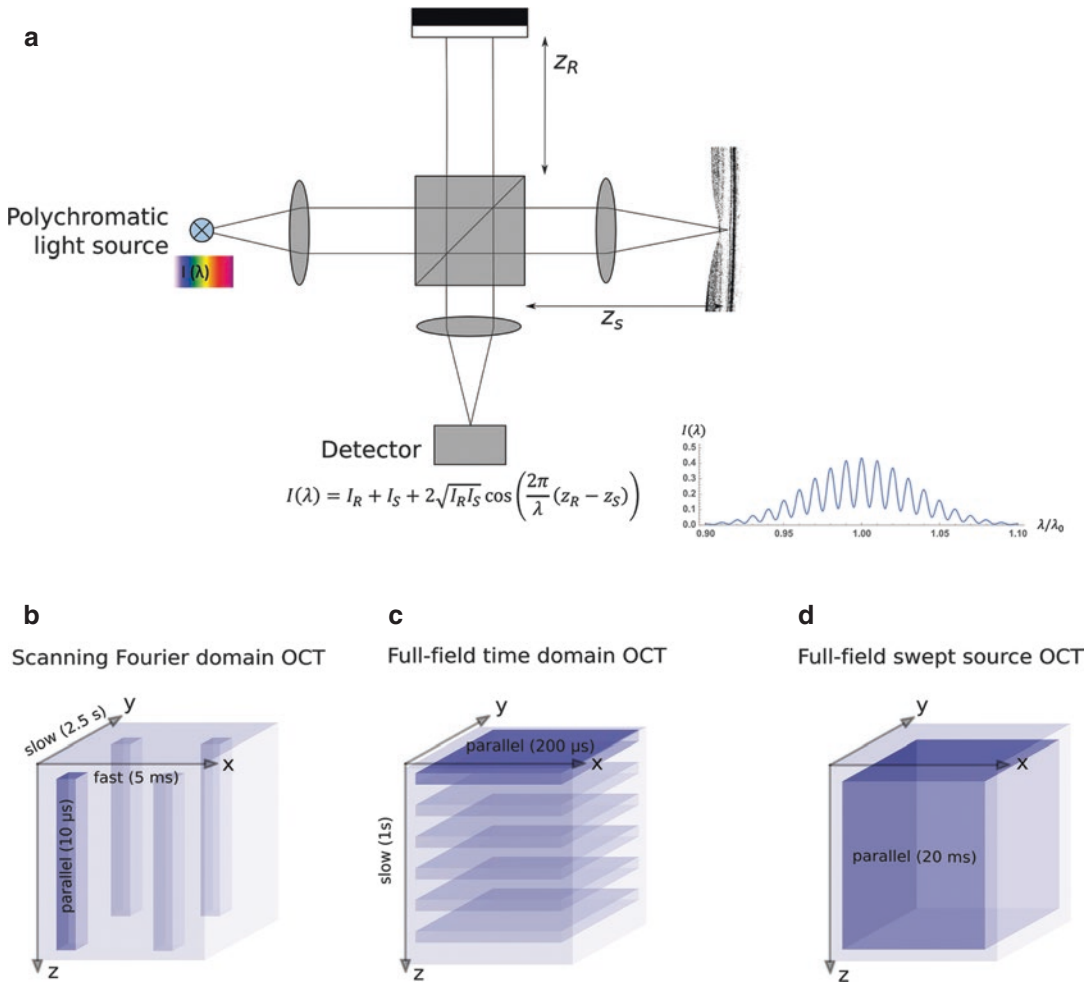 a
z_R
Polychromatic
light source
I (λ)
z_s
Detector
I(λ) = I_R + I_S + 2√(I_R I_S) cos(2π/λ (z_R − z_S))
I(λ)
0.5
0.4
0.3
0.2
0.1
0.0
0.90
0.95
1.00
1.05
1.10
λ/λ₀
b
Scanning Fourier domain OCT
slow (2.5 s)
y
fast (5 ms)
x
parallel (10 µs)
z
c
Full-field time domain OCT
y
parallel (200 µs)
x
slow (1s)
z
d
Full-field swept source OCT
y
x
parallel (20 ms)
z